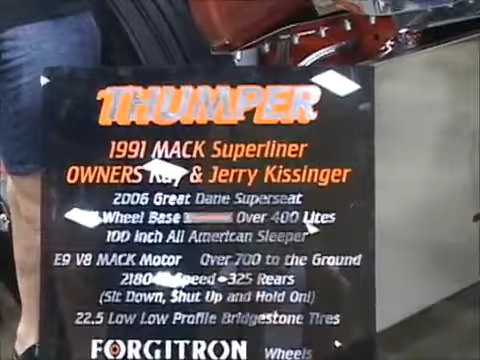 THUMPER
1991 MACK Superliner
OWNERS & Jerry Kissinger
2006 Great Dane Superseat
Wheel Base Over 400 Lites
100 inch All American Sleeper
E9 V8 MACK Motor Over 700 to the Ground
Speed 325 Rears
(Sit Down, Shut Up and Hold On!)
22.5 Low Low Profile Bridgestone Tires
FORGITRON Wheels